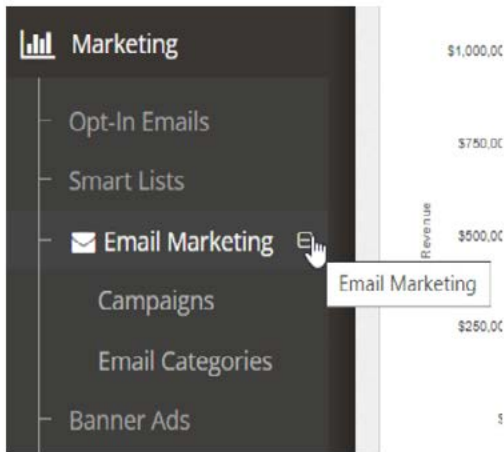 Marketing
$1,000,00
Opt-In Emails
$750,00
Smart Lists
Revenue
Email Marketing
$500,00
Email Marketing
Campaigns
$250,00
Email Categories
Banner Ads
$